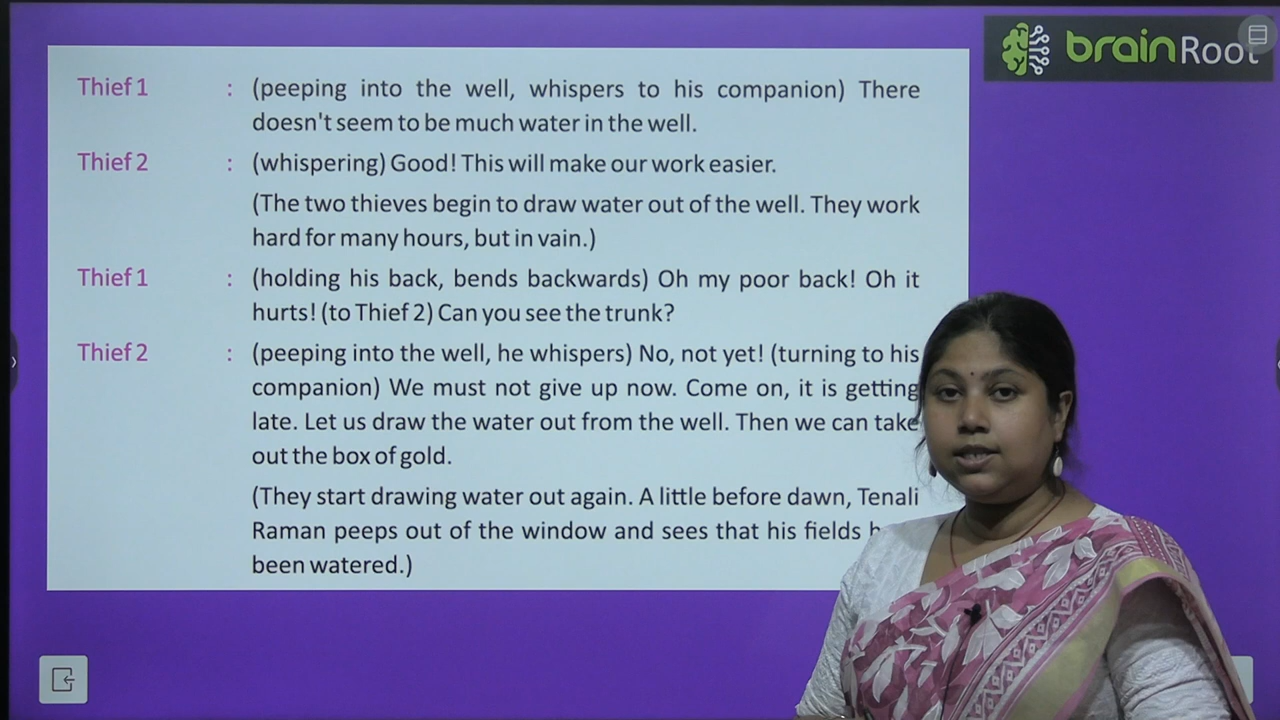 brainRoot
Thief 1 : (peeping into the well, whispers to his companion) There
doesn't seem to be much water in the well.
Thief 2 : (whispering) Good! This will make our work easier.
(The two thieves begin to draw water out of the well. They work
hard for many hours, but in vain.)
Thief 1 : (holding his back, bends backwards) Oh my poor back! Oh it
hurts! (to Thief 2) Can you see the trunk?
Thief 2 : (peeping into the well, he whispers) No, not yet! (turning to his
companion) We must not give up now. Come on, it is getting
late. Let us draw the water out from the well. Then we can take
out the box of gold.
(They start drawing water out again. A little before dawn, Tenali
Raman peeps out of the window and sees that his fields
been watered.)